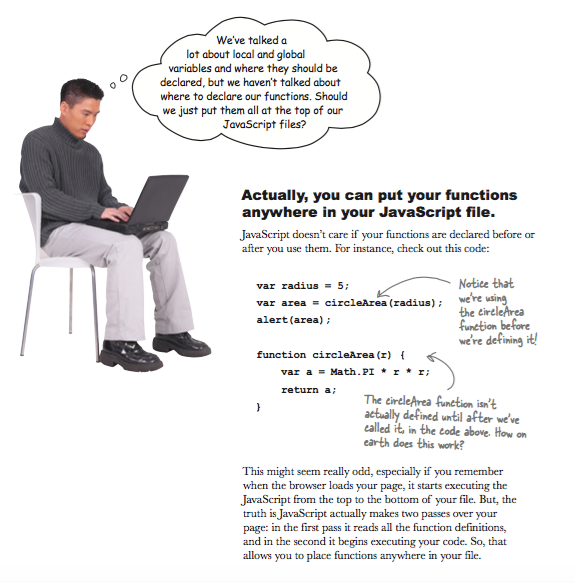 We've talked a
lot about local and global
variables and where they should be
declared, but we haven't talked about
where to declare our functions. Should
we just put them all at the top of our
JavaScript files?
Actually, you can put your functions
anywhere in your JavaScript file.
JavaScript doesn't care if your functions are declared before or
after you use them. For instance, check out this code:
var radius = 5;
var area = circleArea(radius);
alert(area);
Notice that
we're using
the circleArea
function before
we're defining it!
function circleArea(r) {
var a = Math.PI * r * r;
return a;
}
The circleArea function isn't
actually defined until after we've
called it, in the code above. How on
earth does this work?
This might seem really odd, especially if you remember
when the browser loads your page, it starts executing the
JavaScript from the top to the bottom of your file. But, the
truth is JavaScript actually makes two passes over your
page: in the first pass it reads all the function definitions,
and in the second it begins executing your code. So, that
allows you to place functions anywhere in your file.